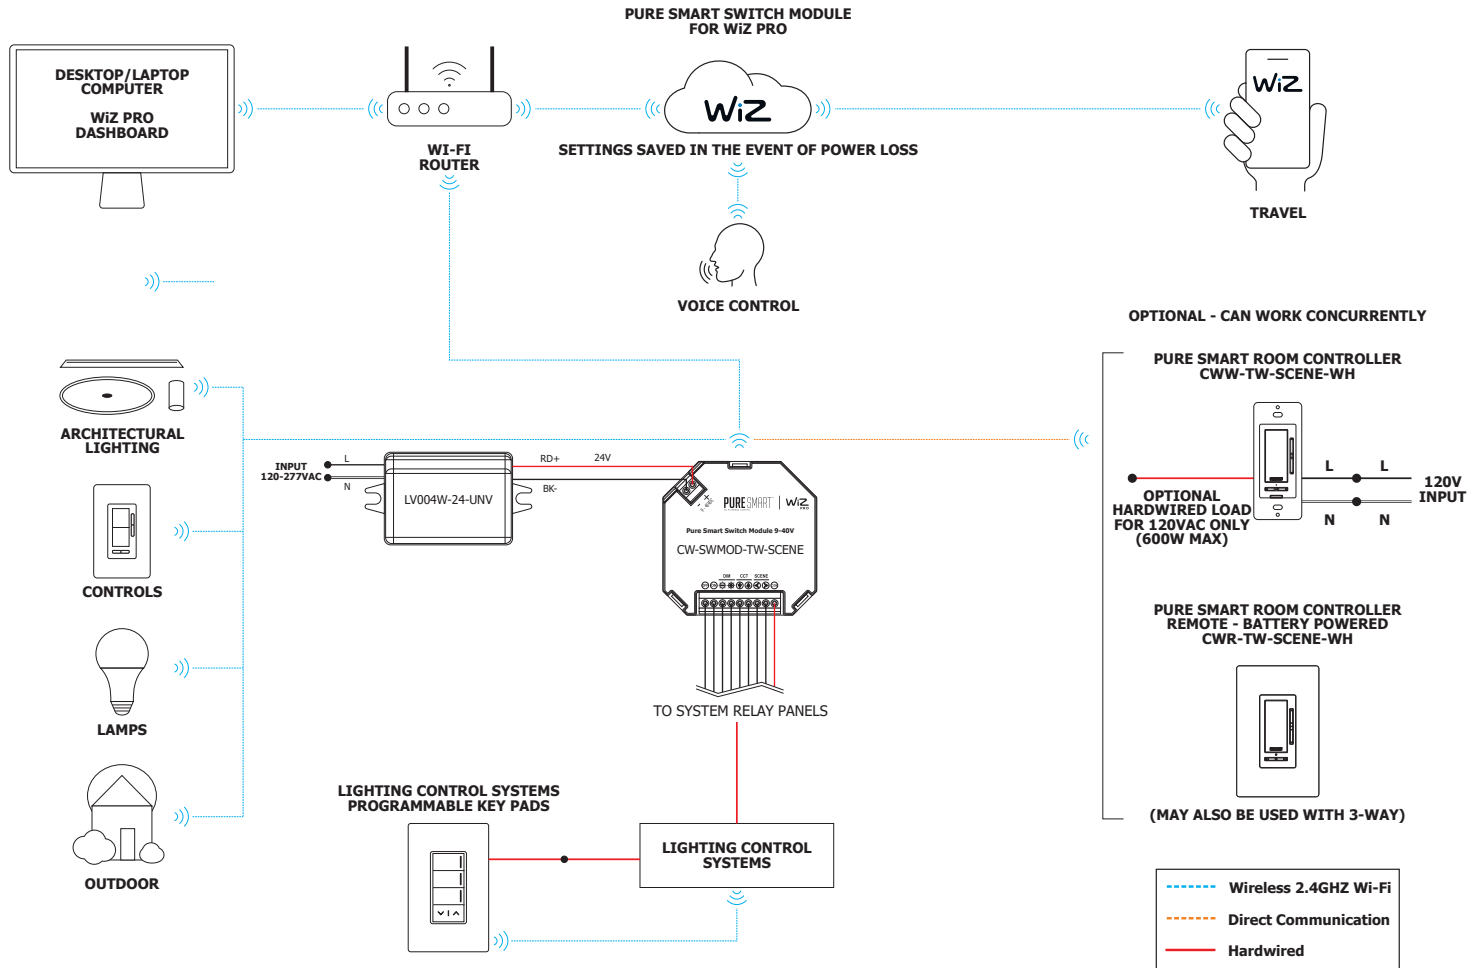 PURE SMART SWITCH MODULE
FOR WiZ PRO
DESKTOP/LAPTOP
COMPUTER
WiZ PRO
DASHBOARD
WI-FI
ROUTER
WiZ
SETTINGS SAVED IN THE EVENT OF POWER LOSS
WiZ
TRAVEL
VOICE CONTROL
OPTIONAL - CAN WORK CONCURRENTLY
PURE SMART ROOM CONTROLLER
CWW-TW-SCENE-WH
ARCHITECTURAL
LIGHTING
INPUT
120-277VAC
L
N
LV004W-24-UNV
RD+
24V
BK-
PURE SMART
WiZ
PRO
Pure Smart Switch Module 9-40V
CW-SWMOD-TW-SCENE
DIM
CCT
SCENE
L
L
N
N
120V
INPUT
OPTIONAL
HARDWIRED LOAD
FOR 120VAC ONLY
(600W MAX)
CONTROLS
PURE SMART ROOM CONTROLLER
REMOTE - BATTERY POWERED
CWR-TW-SCENE-WH
LAMPS
TO SYSTEM RELAY PANELS
LIGHTING CONTROL SYSTEMS
PROGRAMMABLE KEY PADS
(MAY ALSO BE USED WITH 3-WAY)
LIGHTING CONTROL
SYSTEMS
OUTDOOR
Wireless 2.4GHZ Wi-Fi
Direct Communication
Hardwired